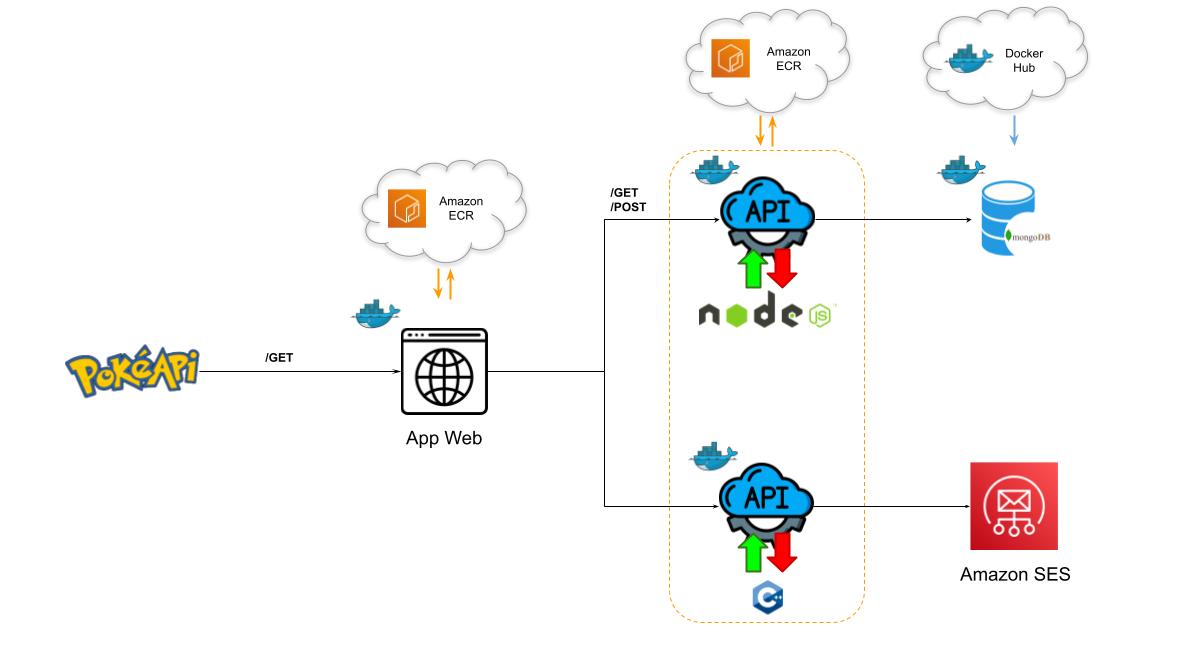 Amazon
ECR
Docker
Hub
Amazon
ECR
/GET
/POST
API
mongoDB
node
JS
PokéApi
/GET
App Web
API
C++
Amazon SES